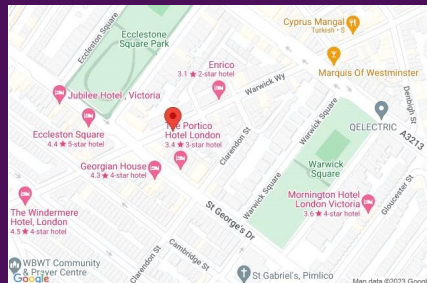 Cyprus Mangal
Turkish • $
Eccleston Square
Ecclestone
Square Park
Enrico
3.1 ★ 2-star hotel
Marquis Of Westminster
Warwick Wy
Jubilee Hotel, Victoria
Denbigh St
Warwick Square
QELECTRIC
A3213
The Portico
Hotel London
3.4 ★ 3-star hotel
Eccleston Square
4.4 ★ 5-star hotel
Clarendon St
Georgian House
4.3 ★ 4-star hotel
Warwick
Square
Warwick Square
Gloucester St
Mornington Hotel
London Victoria
3.6 ★ 4-star hotel
St George's Dr
The Windermere
Hotel, London
4.5 ★ 4-star hotel
Cambridge St
Clarendon St
WBWT Community
& Prayer Centre
St Gabriel's, Pimlico
Google
Map data ©2023 Google